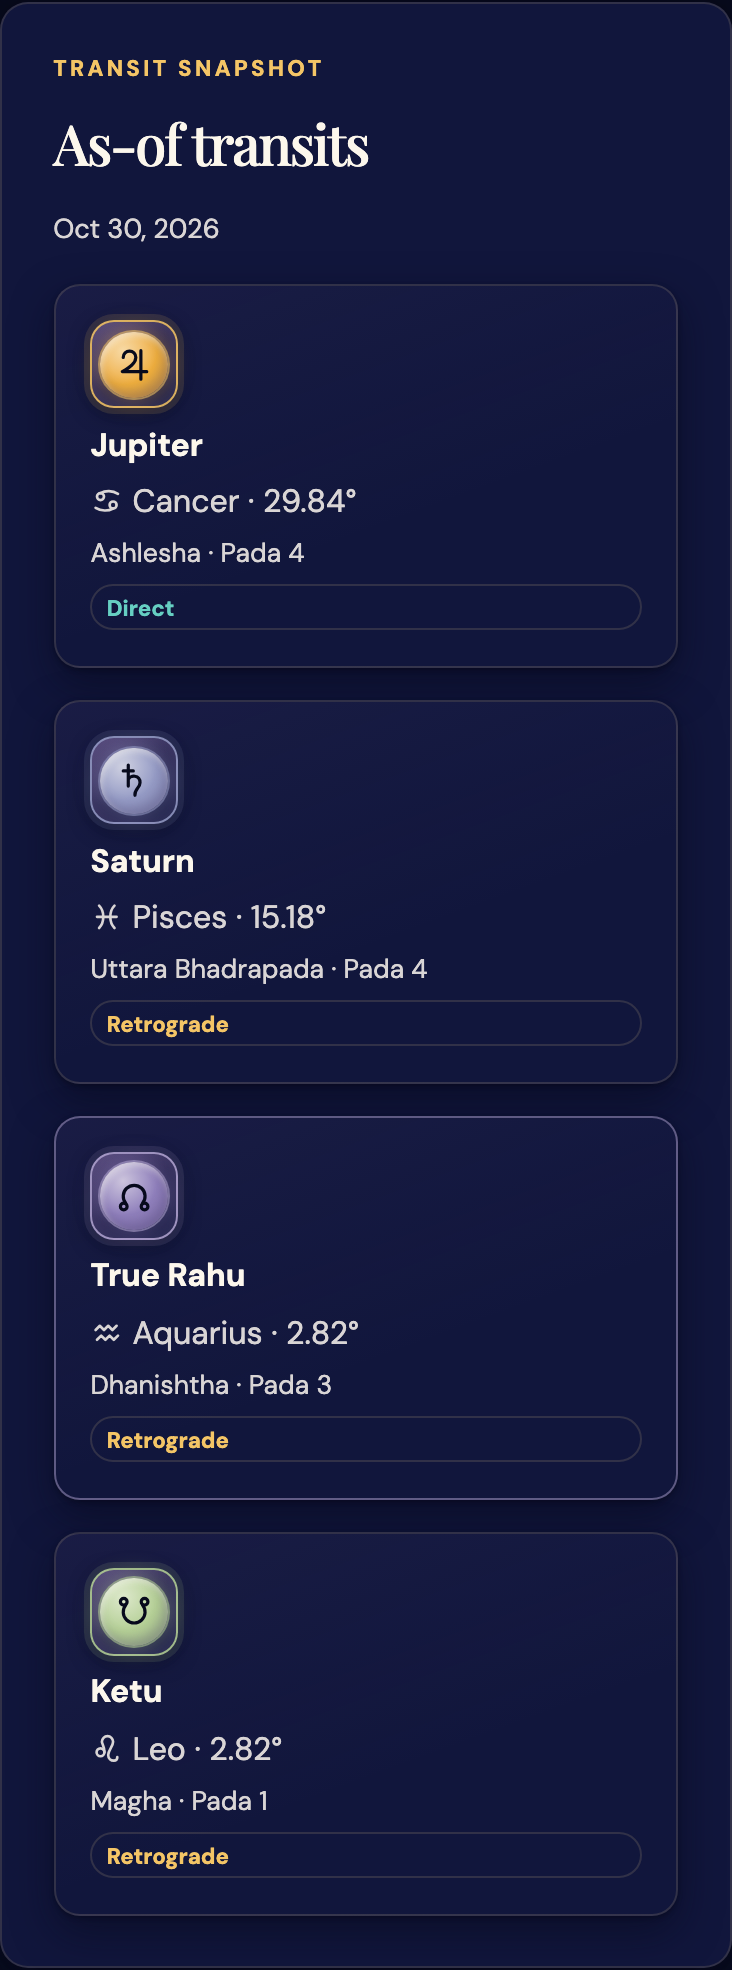 TRANSIT SNAPSHOT
As-of transits
Oct 30, 2026
♃
Jupiter
♋ Cancer · 29.84°
Ashlesha · Pada 4
Direct
♄
Saturn
♓ Pisces · 15.18°
Uttara Bhadrapada · Pada 4
Retrograde
☊
True Rahu
♒ Aquarius · 2.82°
Dhanishtha · Pada 3
Retrograde
☋
Ketu
♌ Leo · 2.82°
Magha · Pada 1
Retrograde